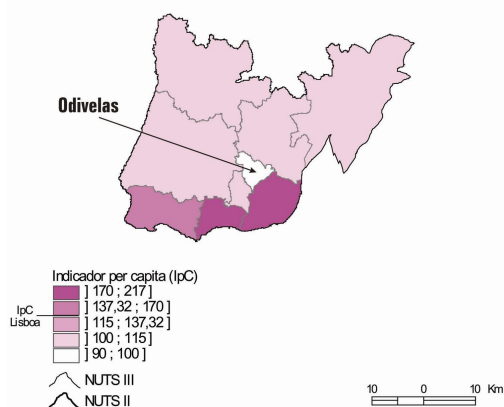 Odivelas
Indicador per capita (IpC)
] 170 ; 217 ]
] 137,32 ; 170 ]
IpC
Lisboa
] 115 ; 137,32 ]
] 100 ; 115 ]
] 90 ; 100 ]
NUTS III
NUTS II
10 0 10 Km